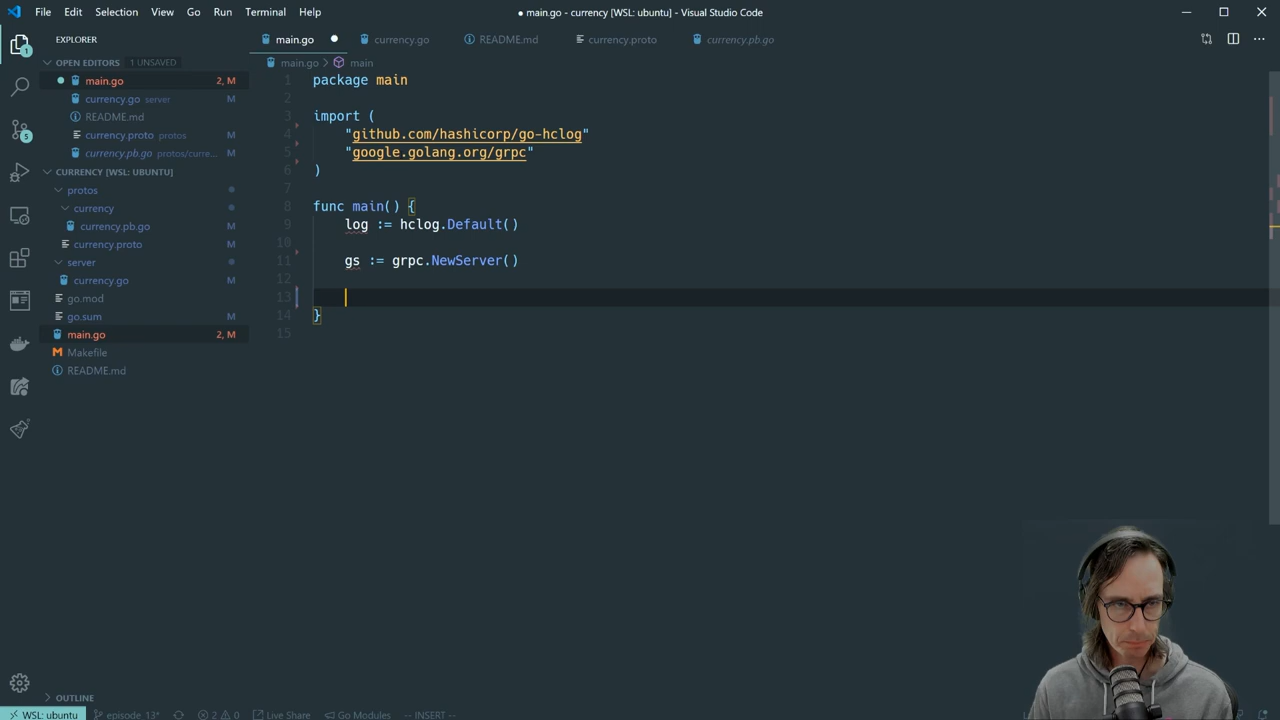 File Edit Selection View Go Run Terminal Help
● main.go - currency [WSL: ubuntu] - Visual Studio Code
EXPLORER
OPEN EDITORS 1 UNSAVED
main.go 2, M
currency.go server M
README.md
currency.proto protos M
currency.pb.go protos/curre... M
CURRENCY [WSL: UBUNTU]
protos
currency
currency.pb.go
currency.proto M
server
currency.go M
go.mod
go.sum M
main.go 2, M
Makefile
README.md
OUTLINE
main.go ● currency.go README.md currency.proto currency.pb.go
main.go > main
1 package main
2
3 import (
4 "github.com/hashicorp/go-hclog"
5 "google.golang.org/grpc"
6 )
7
8 func main() {
9 log := hclog.Default()
10
11 gs := grpc.NewServer()
12
13
14 }
15
WSL: ubuntu episode_13* 2 0 Live Share Go Modules -- INSERT --